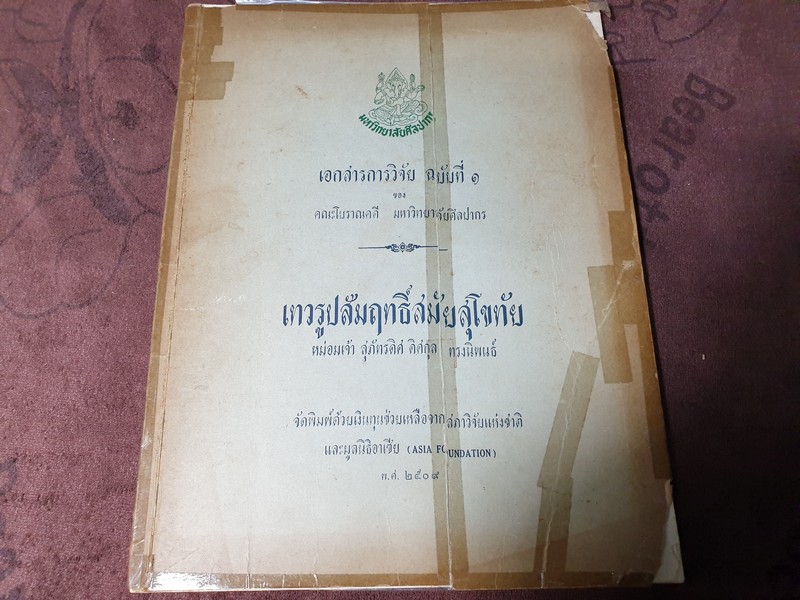 มหาวิทยาลัยศิลปากร
เอกสารการวิจัย ฉบับที่ ๑
ของ
คณะโบราณคดี มหาวิทยาลัยศิลปากร
เทวรูปสัมฤทธิ์สมัยสุโขทัย
หม่อมเจ้า สุภัทรดิศ ดิศกุล ทรงนิพนธ์
จัดพิมพ์ด้วยเงินทุนช่วยเหลือจากสภาวิจัยแห่งชาติ
และมูลนิธิอาเซีย (ASIA FOUNDATION)
พ.ศ. ๒๕๐๙
Bearo